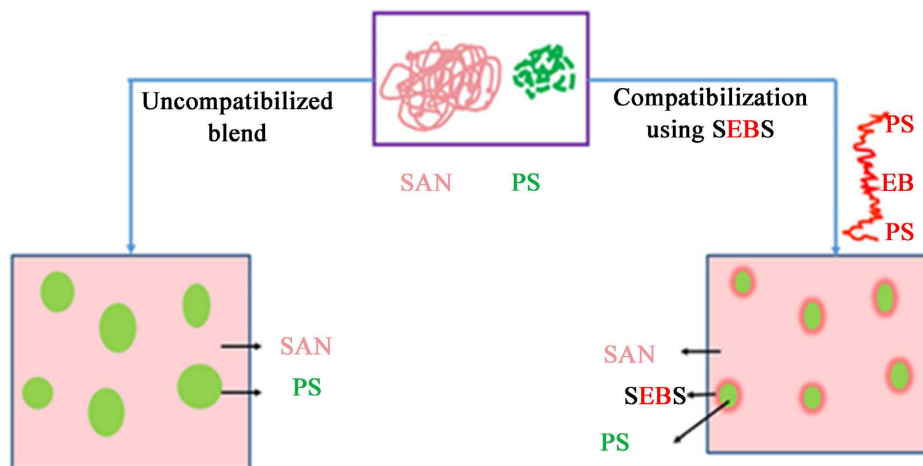 Uncompatibilized
blend
Compatibilization
using SEBS
SAN PS
PS
EB
PS
SAN
PS
SAN
SEBS
PS